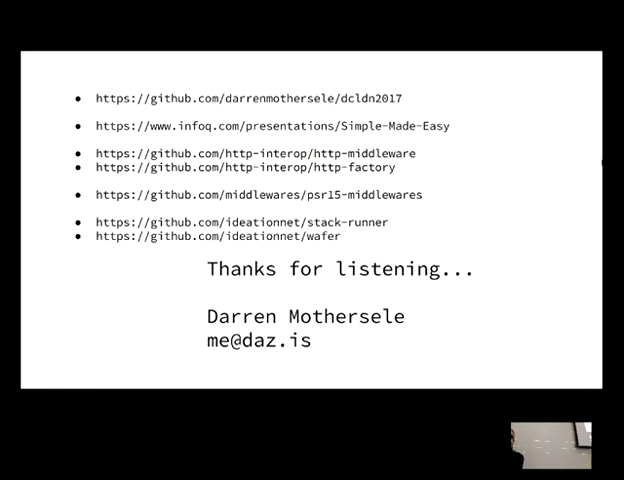 ● https://github.com/darrenmothersele/dcldn2017
● https://www.infoq.com/presentations/Simple-Made-Easy
● https://github.com/http-interop/http-middleware
● https://github.com/http-interop/http-factory
● https://github.com/middlewares/psr15-middlewares
● https://github.com/ideationnet/stack-runner
● https://github.com/ideationnet/wafer
Thanks for listening...
Darren Mothersele
me@daz.is